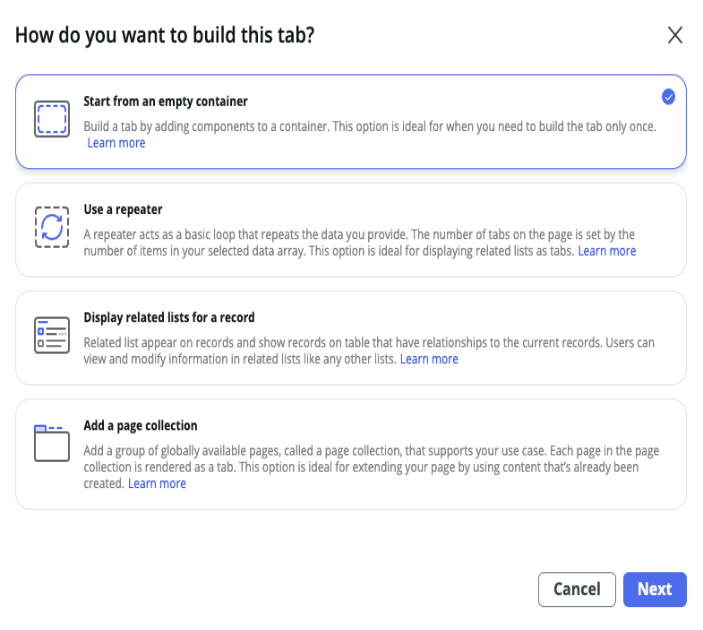 How do you want to build this tab?
Start from an empty container
Build a tab by adding components to a container. This option is ideal for when you need to build the tab only once.
Learn more
Use a repeater
A repeater acts as a basic loop that repeats the data you provide. The number of tabs on the page is set by the
number of items in your selected data array. This option is ideal for displaying related lists as tabs. Learn more
Display related lists for a record
Related list appear on records and show records on table that have relationships to the current records. Users can
view and modify information in related lists like any other lists. Learn more
Add a page collection
Add a group of globally available pages, called a page collection, that supports your use case. Each page in the page
collection is rendered as a tab. This option is ideal for extending your page by using content that's already been
created. Learn more
Cancel Next